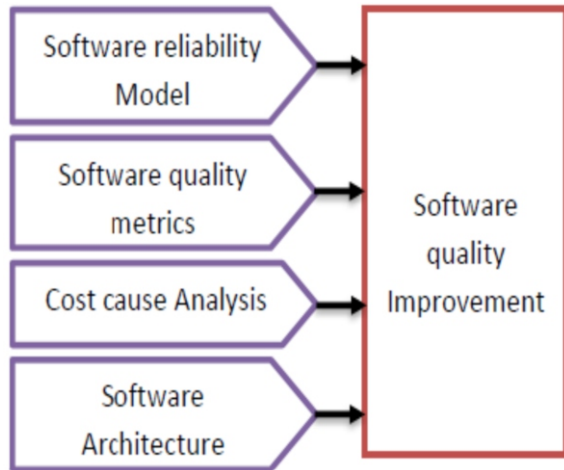 Software reliability
Model
Software quality
metrics
Cost cause Analysis
Software
Architecture
Software
quality
Improvement